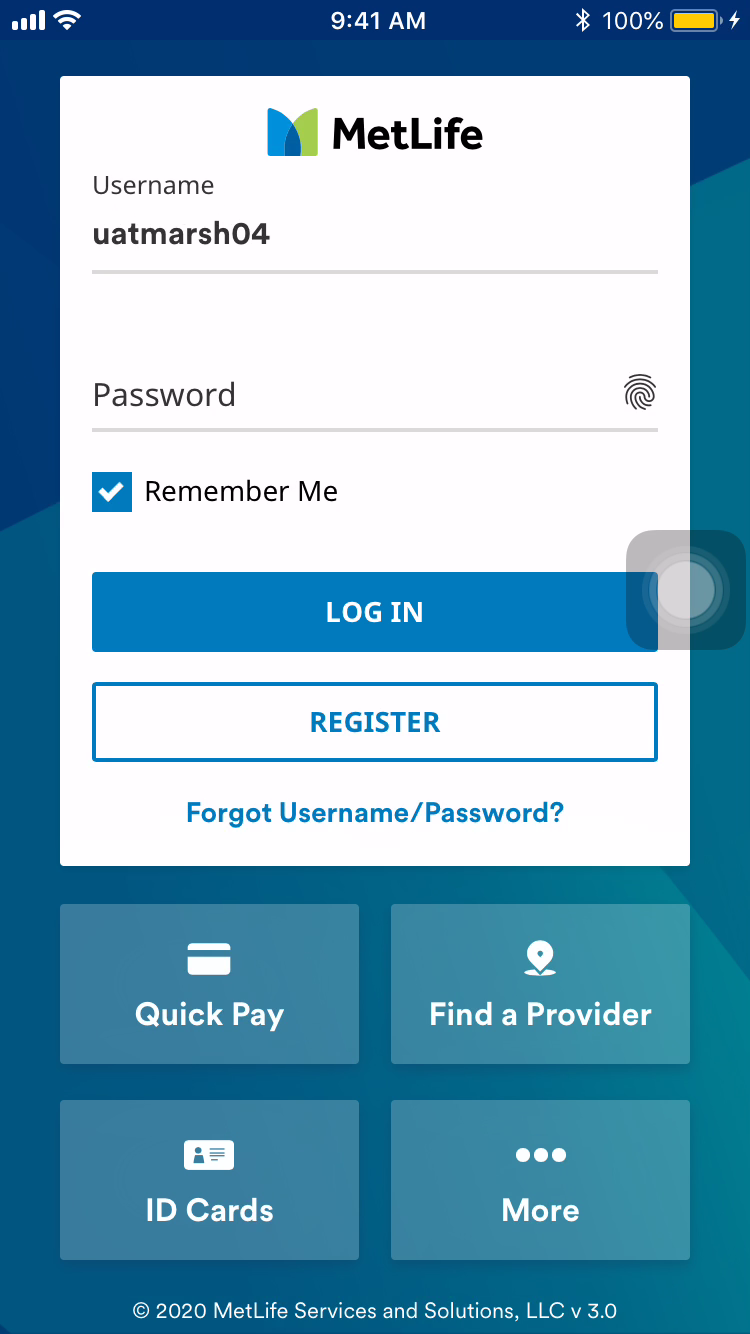 9:41 AM 100%
MetLife
Username
uatmarsh04
Password
Remember Me
LOG IN
REGISTER
Forgot Username/Password?
Quick Pay
Find a Provider
ID Cards
More
© 2020 MetLife Services and Solutions, LLC v 3.0